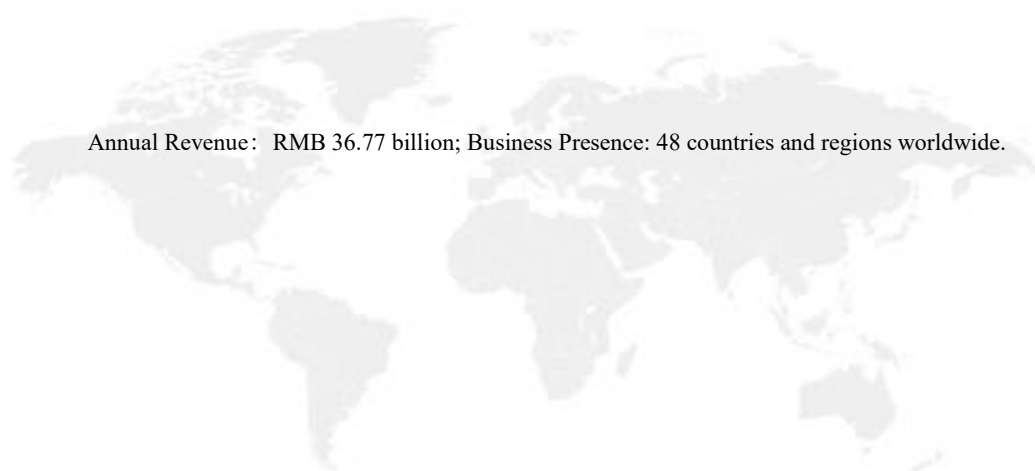 Annual Revenue： RMB 36.77 billion; Business Presence: 48 countries and regions worldwide.